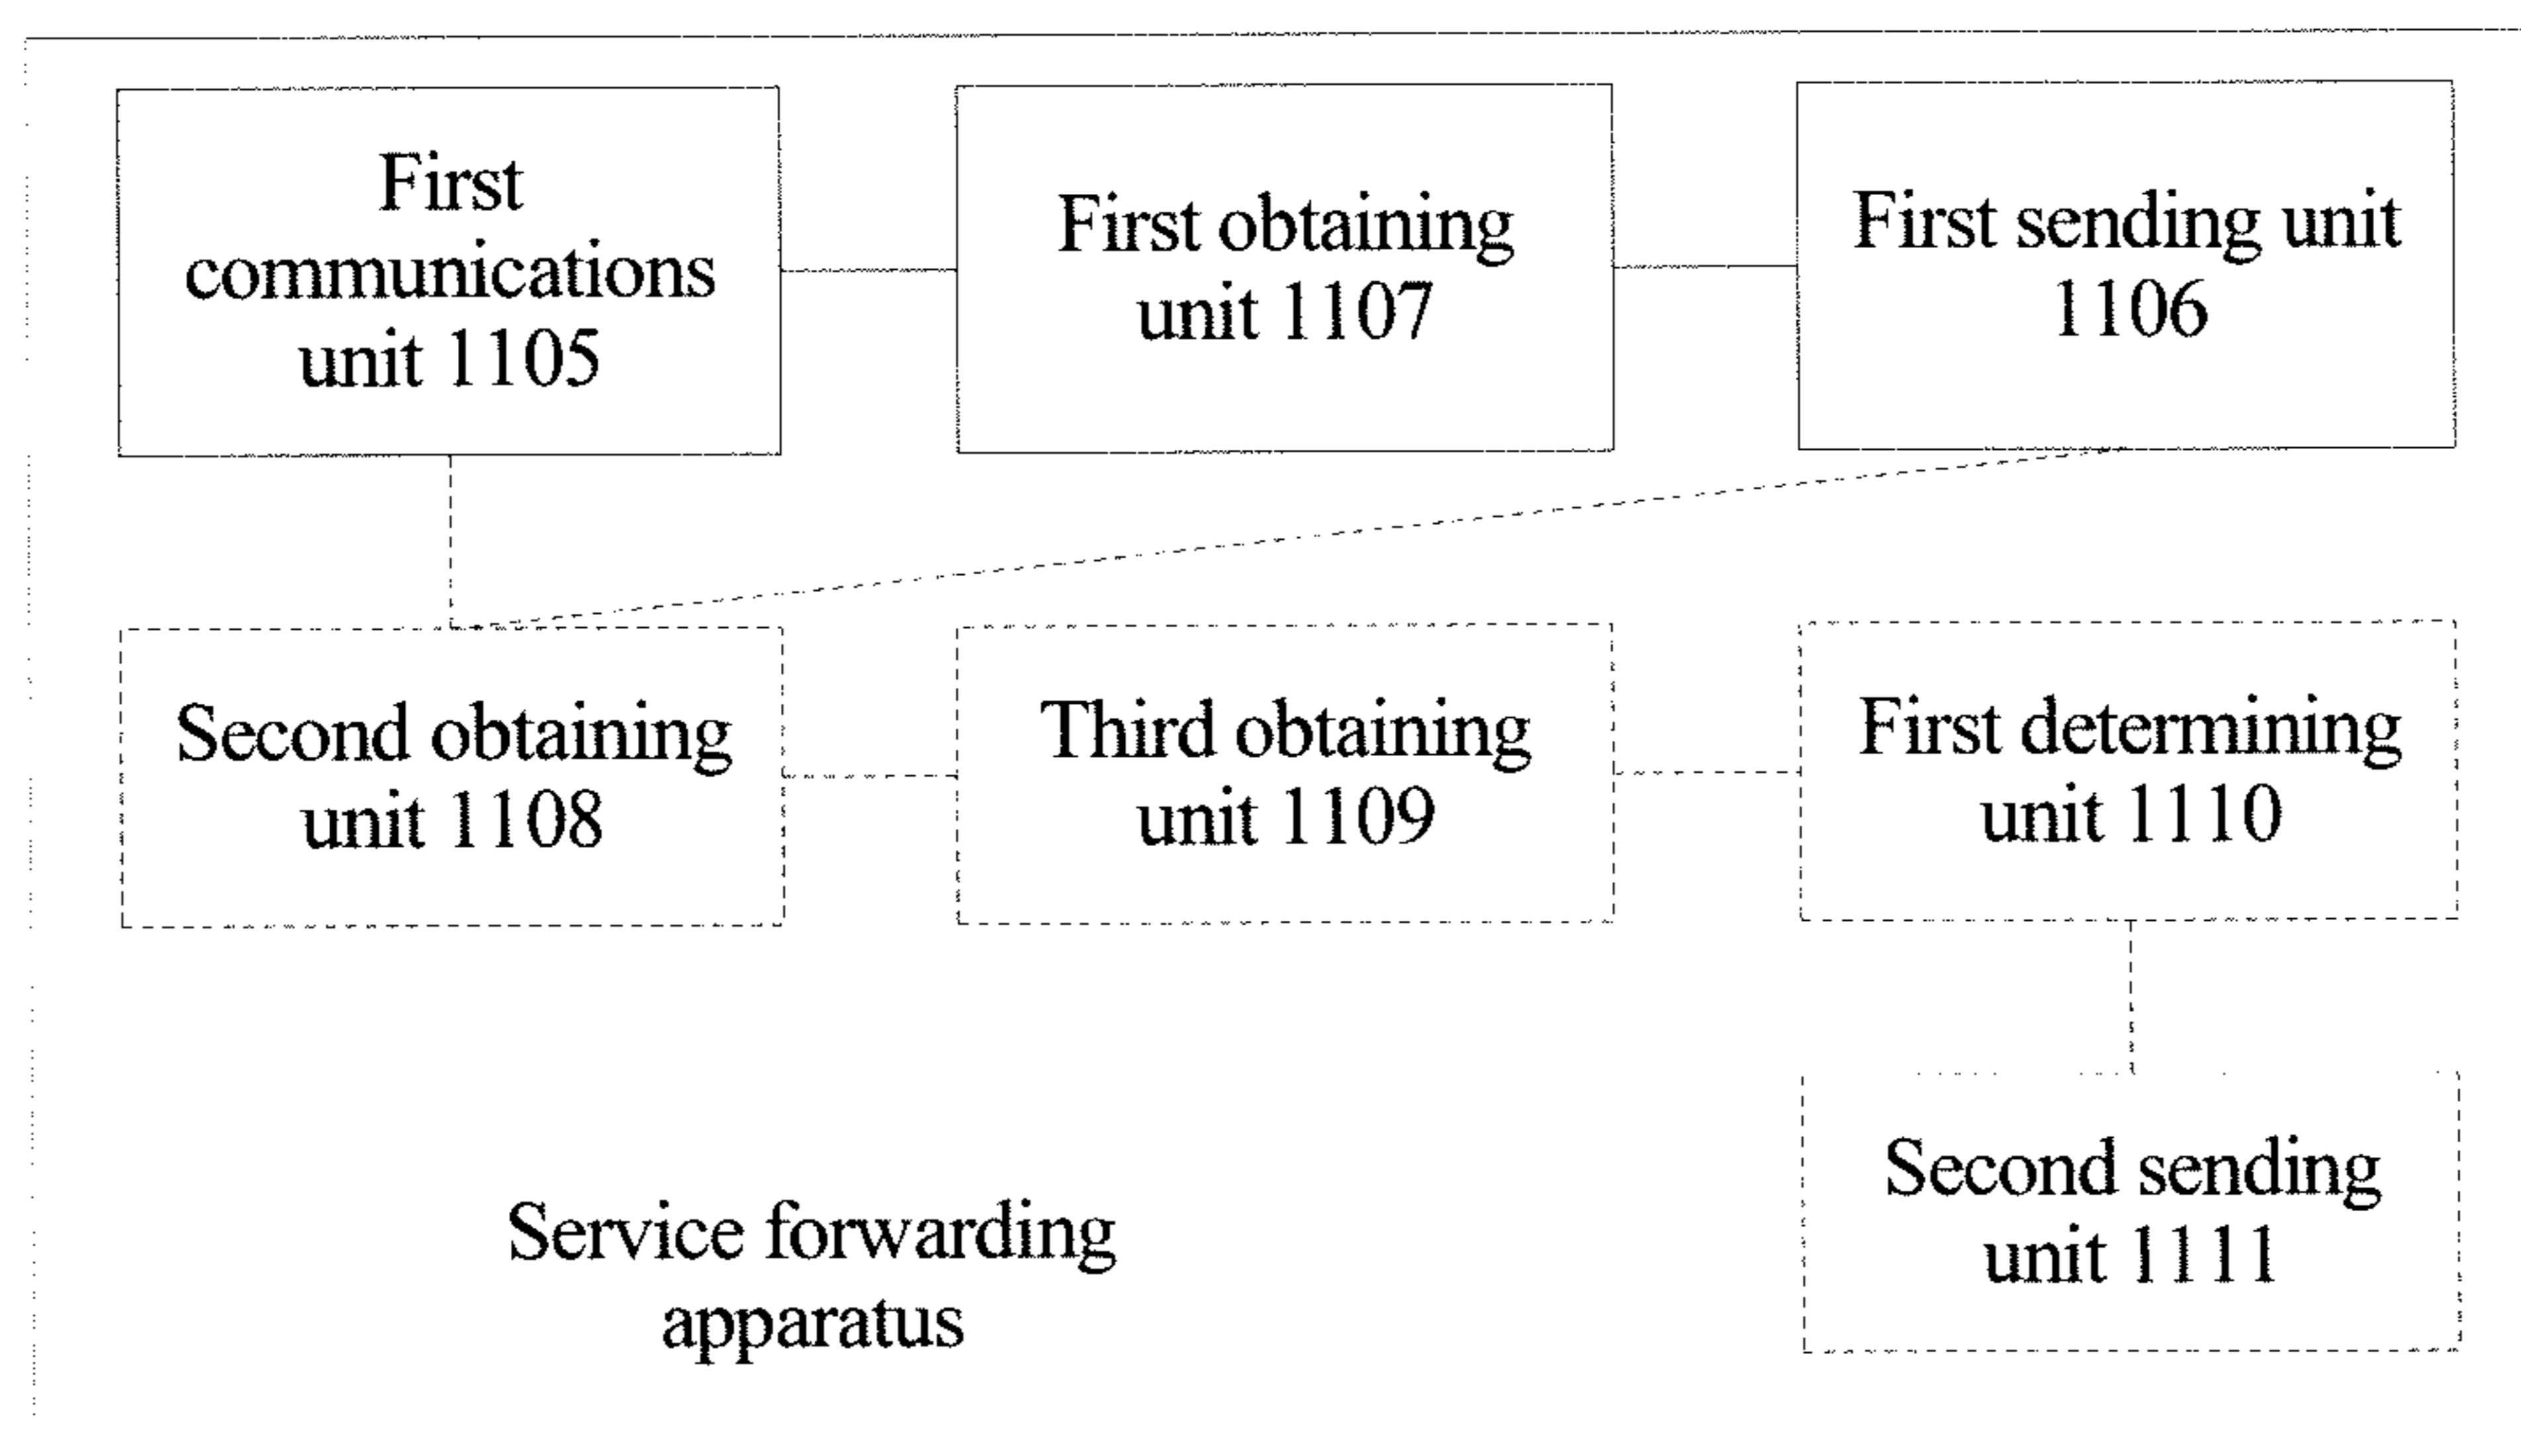 First
communications
unit 1105
First obtaining
unit 1107
First sending unit
1106
Second obtaining
unit 1108
Third obtaining
unit 1109
First determining
unit 1110
Second sending
unit 1111
Service forwarding
apparatus